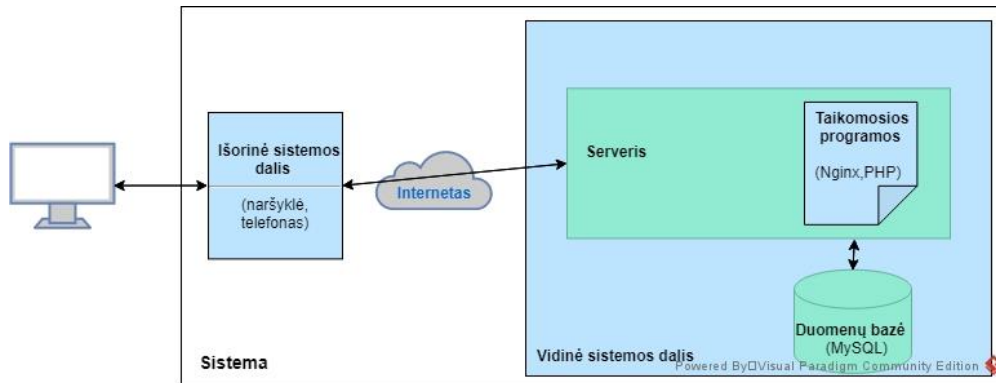 Išorinė sistemos
dalis
(naršyklė,
telefonas)
Internetas
Serveris
Taikomosios
programos
(Nginx,PHP)
Duomenų bazė
(MySQL)
Sistema
Vidinė sistemos dalis
Powered By□Visual Paradigm Community Edition